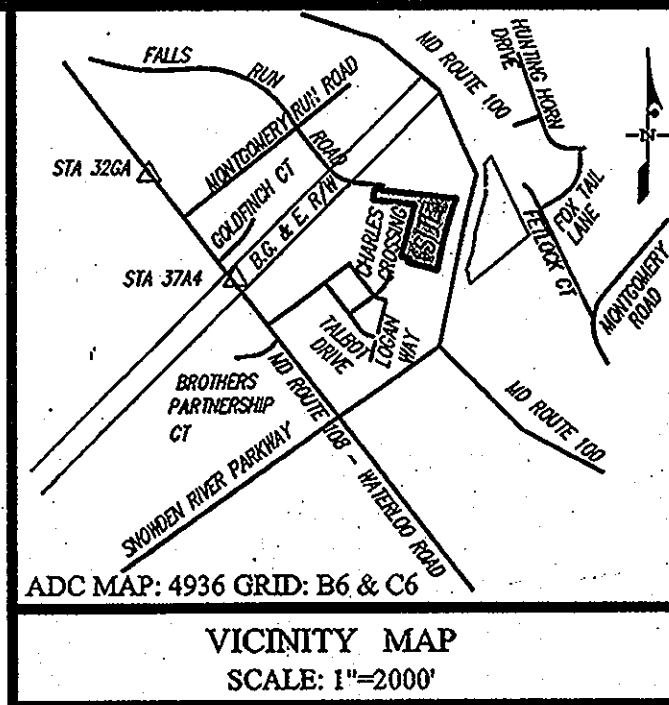 FALLS
RUN
ROAD
MONTGOMERY RUN ROAD
MD ROUTE 100
HUNTING HORN
DRIVE
N
STA 32GA
GOLDFINCH CT
B.G. & E. R/W
CHARLES
CROSSING
SITE
FOX TAIL
LANE
FETLOCK CT
MONTGOMERY
ROAD
STA 37A4
TALBOT
DRIVE
LOGAN
WAY
BROTHERS
PARTNERSHIP
CT
MD ROUTE 108 - WATERLOO ROAD
MD ROUTE 100
SNOWDEN RIVER PARKWAY
ADC MAP: 4936 GRID: B6 & C6
VICINITY MAP
SCALE: 1"=2000'